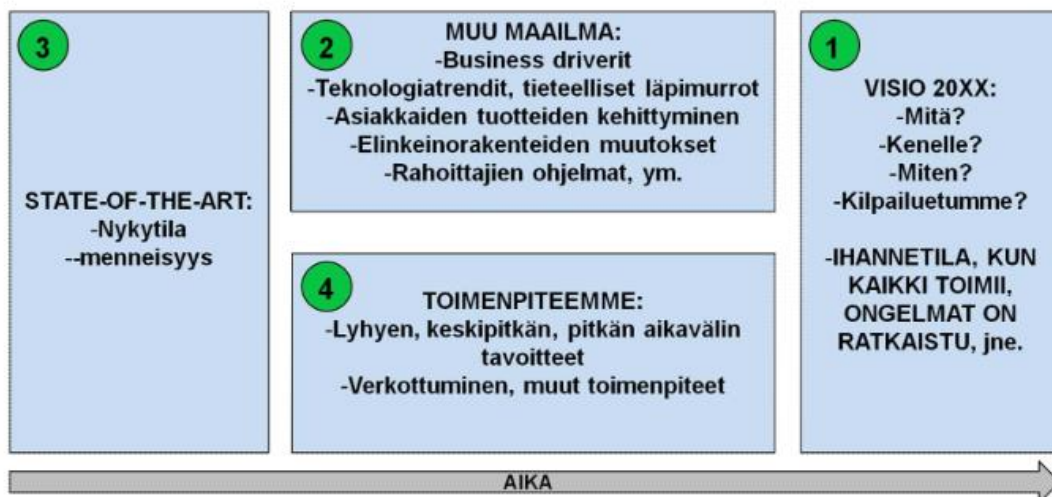 3
STATE-OF-THE-ART:
-Nykytila
--menneisyys
2
MUU MAAILMA:
-Business driverit
-Teknologiatrendit, tieteelliset läpimurrot
-Asiakkaiden tuotteiden kehittyminen
-Elinkeinorakenteiden muutokset
-Rahoittajien ohjelmat, ym.
4
TOIMENPITEEMME:
-Lyhyen, keskipitkän, pitkän aikavälin
tavoitteet
-Verkottuminen, muut toimenpiteet
1
VISIO 20XX:
-Mitä?
-Kenelle?
-Miten?
-Kilpailuetumme?
-IHANNETILA, KUN
KAIKKI TOIMII,
ONGELMAT ON
RATKAISTU, jne.
AIKA